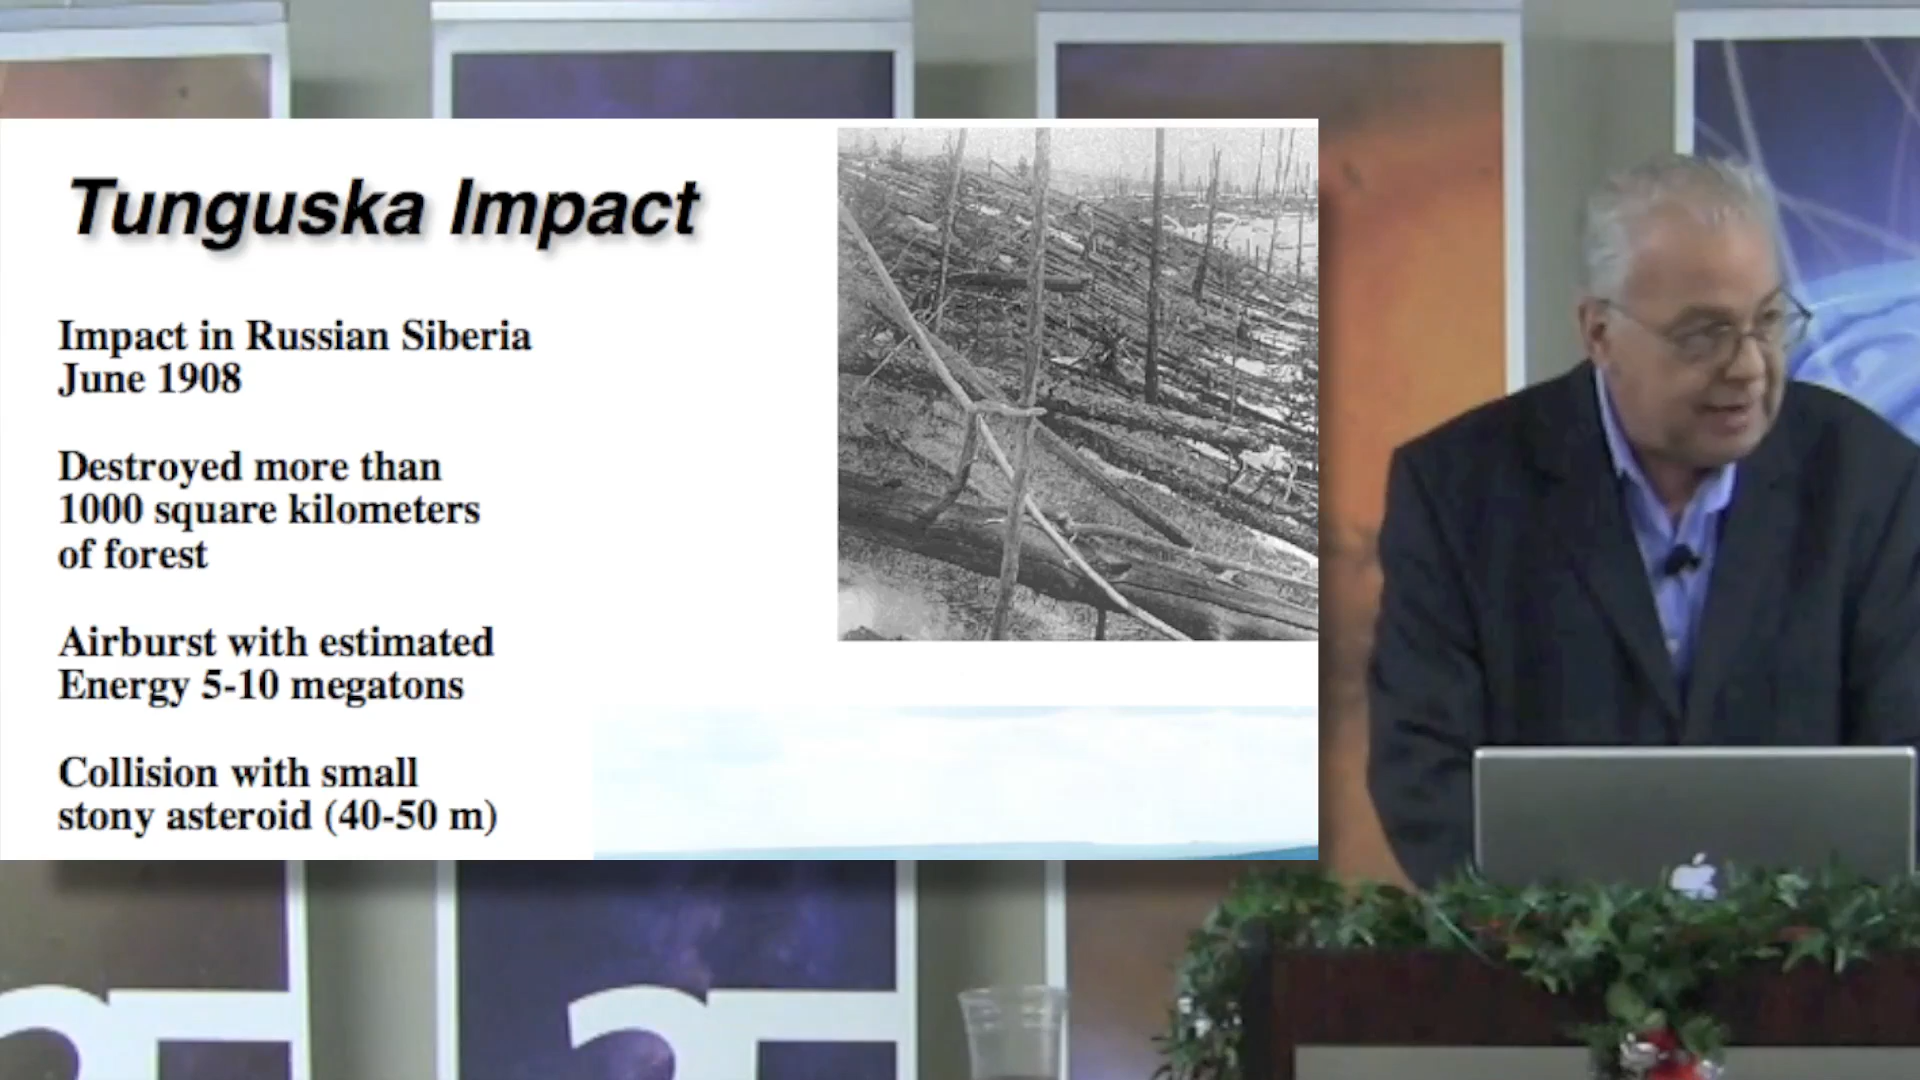 Tunguska Impact
Impact in Russian Siberia
June 1908
Destroyed more than
1000 square kilometers
of forest
Airburst with estimated
Energy 5-10 megatons
Collision with small
stony asteroid (40-50 m)